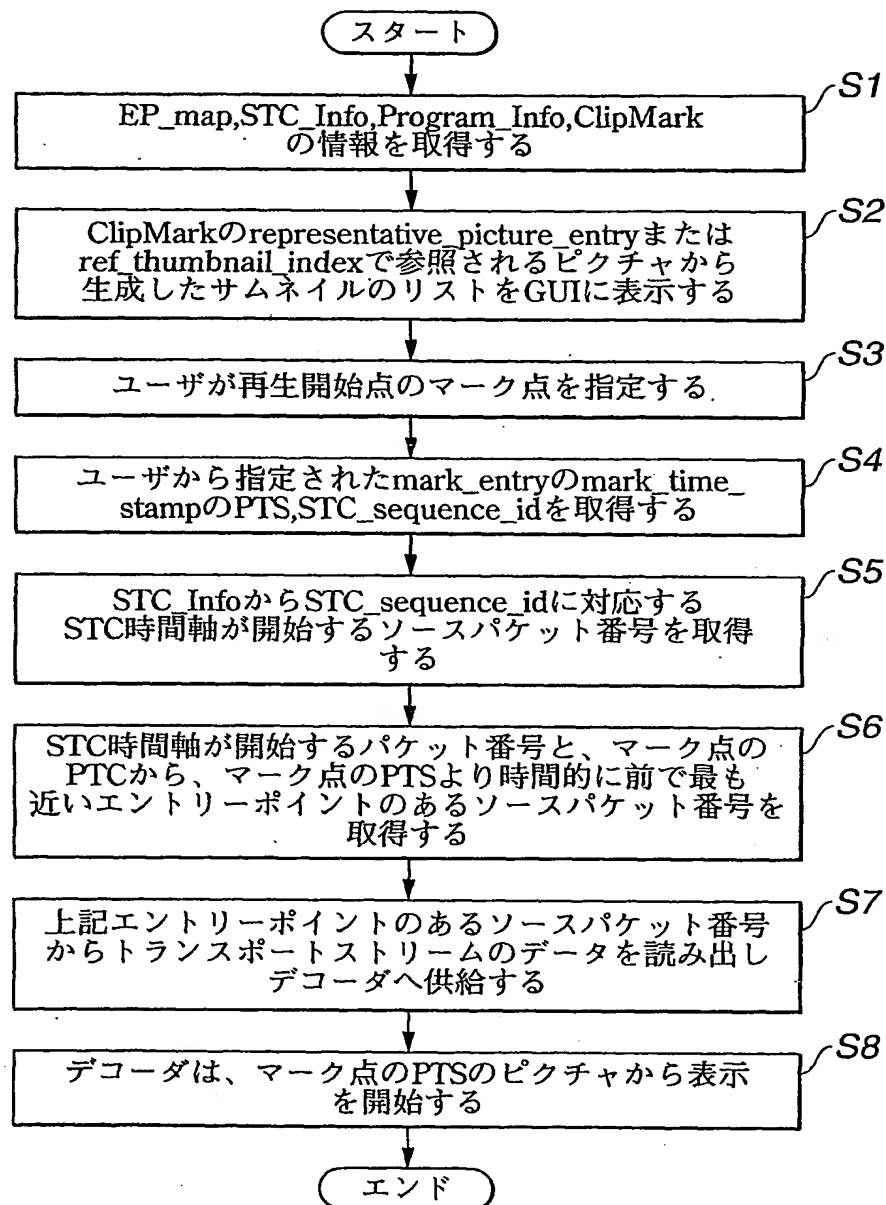 スタート
S1
EP_map,STC_Info,Program_Info,ClipMark
の情報を取得する
S2
ClipMarkのrepresentative_picture_entryまたは
ref_thumbnail_indexで参照されるピクチャから
生成したサムネイルのリストをGUIに表示する
S3
ユーザが再生開始点のマーク点を指定する
S4
ユーザから指定されたmark_entryのmark_time_
stampのPTS,STC_sequence_idを取得する
S5
STC_InfoからSTC_sequence_idに対応する
STC時間軸が開始するソースパケット番号を取得
する
S6
STC時間軸が開始するパケット番号と、マーク点の
PTCから、マーク点のPTSより時間的に前で最も
近いエントリーポイントのあるソースパケット番号を
取得する
S7
上記エントリーポイントのあるソースパケット番号
からトランスポートストリームのデータを読み出し
デコーダへ供給する
S8
デコーダは、マーク点のPTSのピクチャから表示
を開始する
エンド